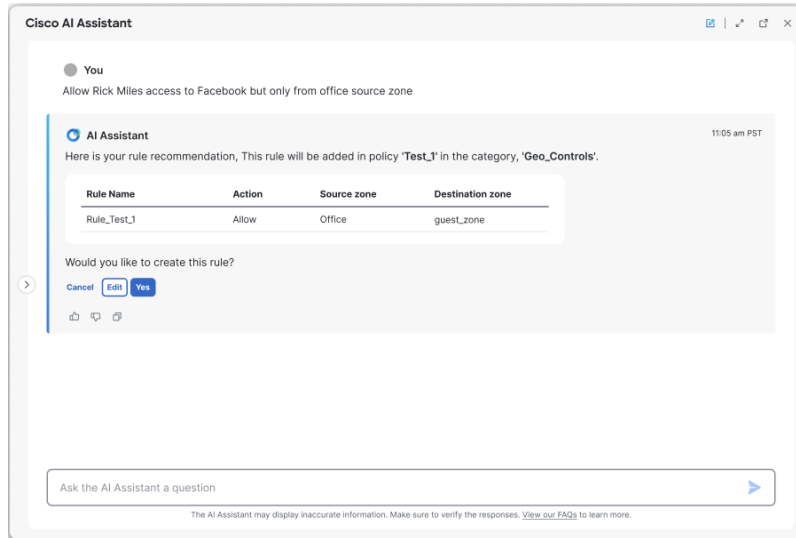 Cisco AI Assistant
You
Allow Rick Miles access to Facebook but only from office source zone
AI Assistant
11:05 am PST
Here is your rule recommendation, This rule will be added in policy 'Test_1' in the category, 'Geo_Controls'.
Rule Name Action Source zone Destination zone
Rule_Test_1 Allow Office guest_zone
Would you like to create this rule?
Cancel Edit Yes
Ask the AI Assistant a question
The AI Assistant may display inaccurate information. Make sure to verify the responses. View our FAQs to learn more.